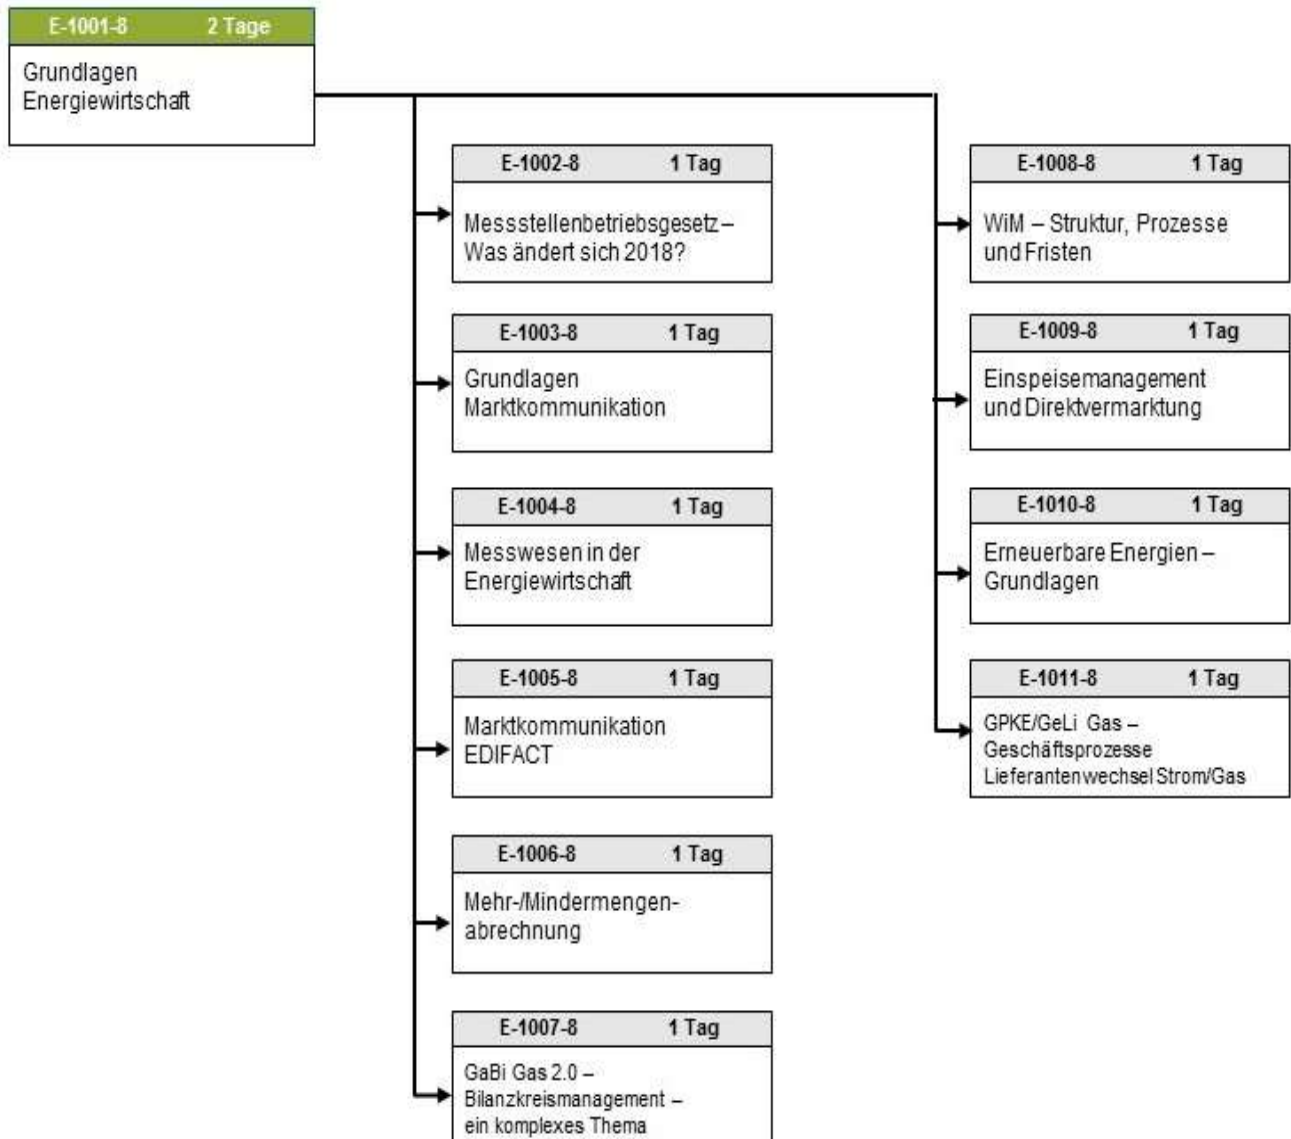 E-1001-8 2 Tage
Grundlagen
Energiewirtschaft
E-1002-8 1 Tag
Messstellenbetriebsgesetz –
Was ändert sich 2018?
E-1003-8 1 Tag
Grundlagen
Marktkommunikation
E-1004-8 1 Tag
Messwesen in der
Energiewirtschaft
E-1005-8 1 Tag
Marktkommunikation
EDIFACT
E-1006-8 1 Tag
Mehr-/Mindermengen-
abrechnung
E-1007-8 1 Tag
GaBi Gas 2.0 –
Bilanzkreismanagement –
ein komplexes Thema
E-1008-8 1 Tag
WiM – Struktur, Prozesse
und Fristen
E-1009-8 1 Tag
Einspeisemanagement
und Direktvermarktung
E-1010-8 1 Tag
Erneuerbare Energien –
Grundlagen
E-1011-8 1 Tag
GPKE/GeLi Gas –
Geschäftsprozesse
Lieferantenwechsel Strom/Gas